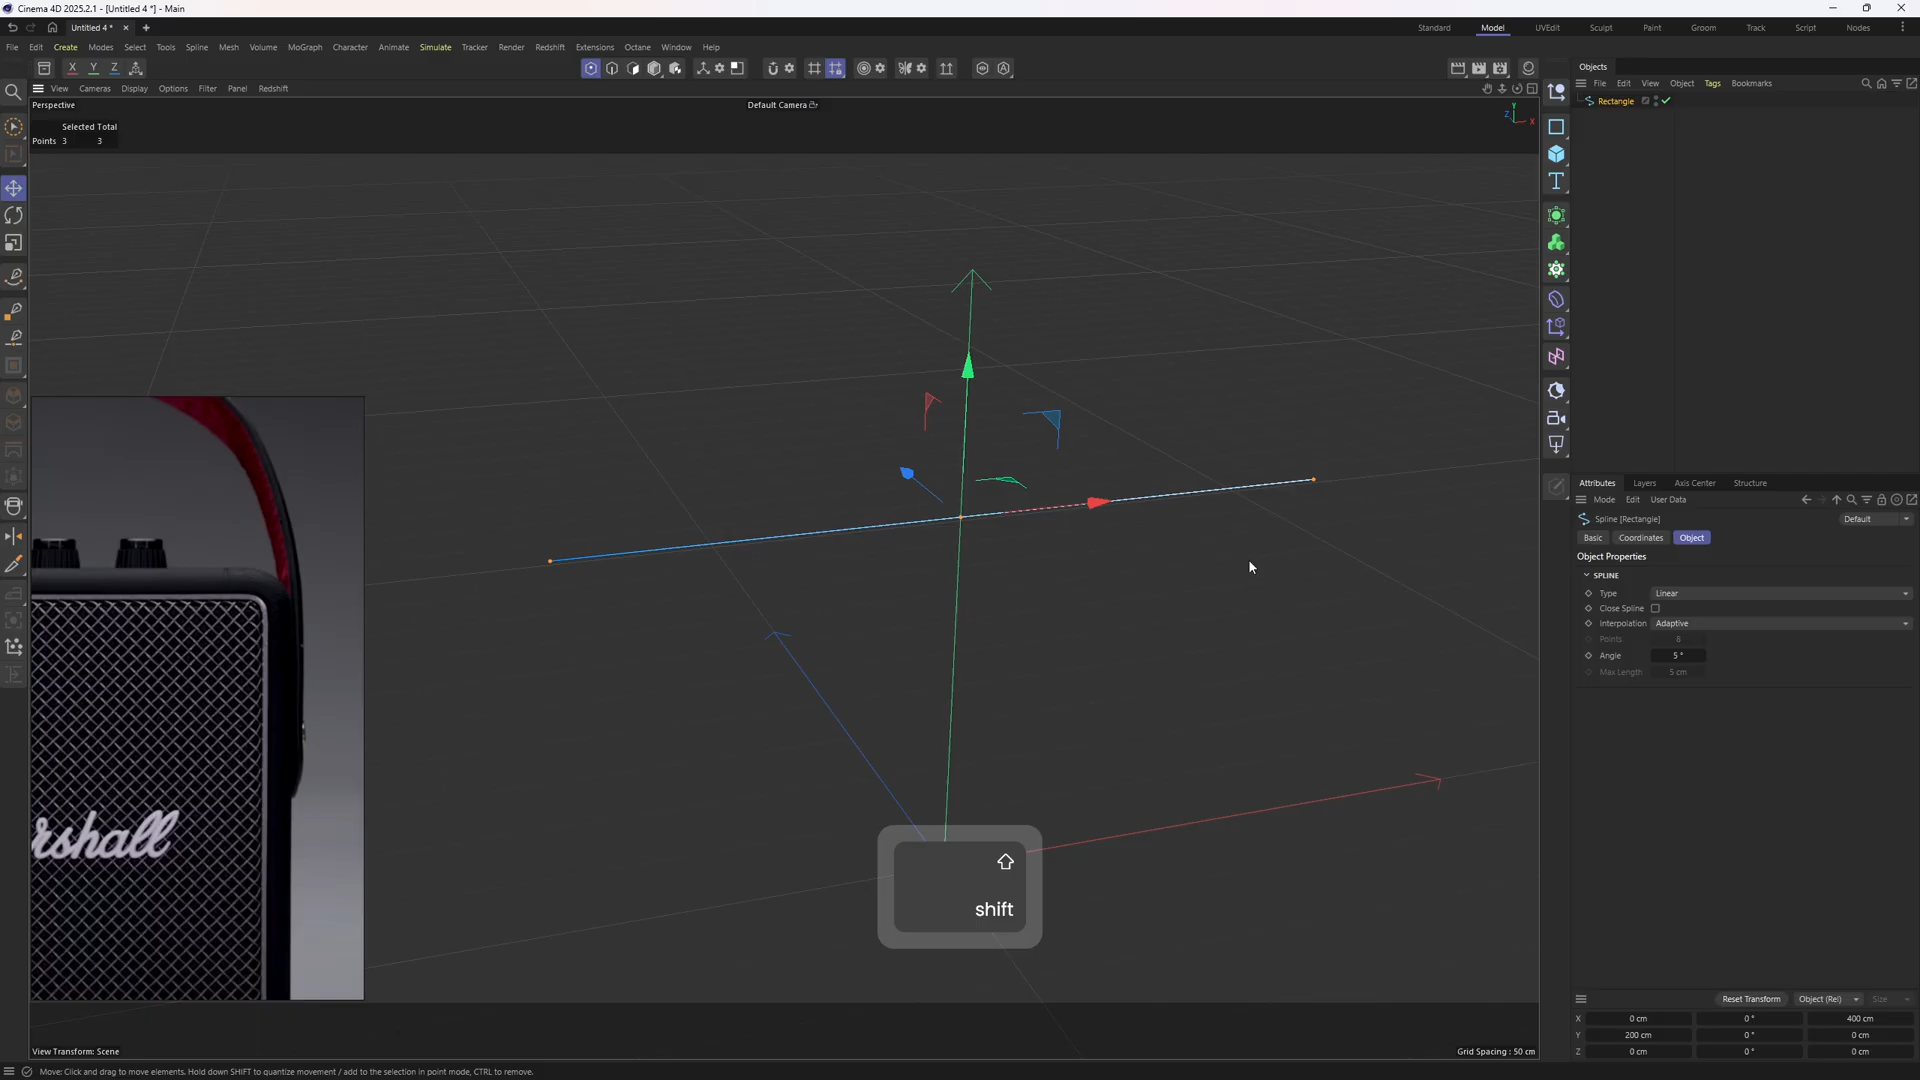 Cinema 4D 2025.2.1 - [Untitled 4 *] - Main
Untitled 4 *
Standard Model UVEdit Sculpt Paint Groom Track Script Nodes
File Edit Create Modes Select Tools Spline Mesh Volume MoGraph Character Animate Simulate Tracker Render Redshift Extensions Octane Window Help
X Y Z
Objects
View Cameras Display Options Filter Panel Redshift
File Edit View Object Tags Bookmarks
Perspective
Default Camera
Rectangle
Selected Total
Points 3 3
Y
Z
X
rshall
shift
Attributes Layers Axis Center Structure
Mode Edit User Data
Spline [Rectangle]
Default
Basic Coordinates Object
Object Properties
SPLINE
Type Linear
Close Spline
Interpolation Adaptive
Points 8
Angle 5 °
Max Length 5 cm
Reset Transform Object (Rel) Size
X 0 cm 0 ° 400 cm
Y 200 cm 0 ° 0 cm
Z 0 cm 0 ° 0 cm
View Transform: Scene
Grid Spacing : 50 cm
Move: Click and drag to move elements. Hold down SHIFT to quantize movement / add to the selection in point mode, CTRL to remove.